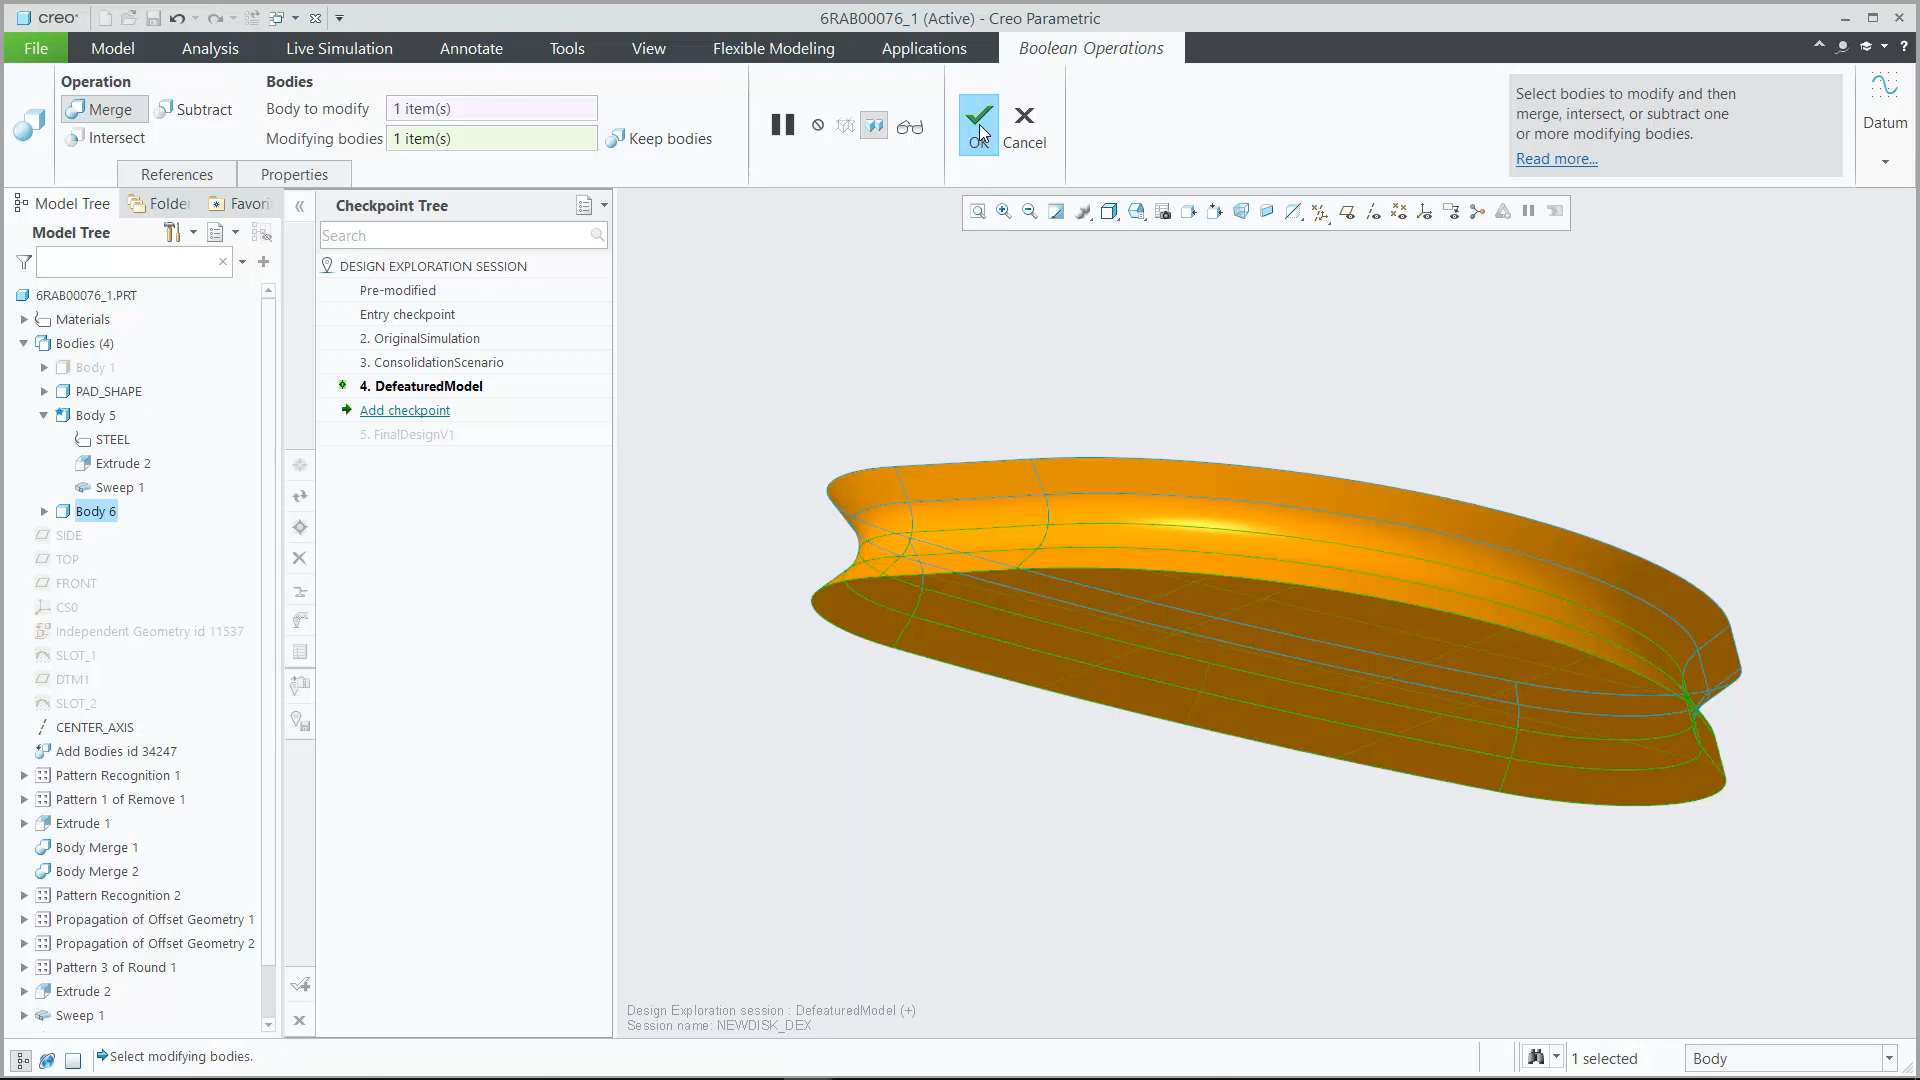 creo
6RAB00076_1 (Active) - Creo Parametric
File
Model
Analysis
Live Simulation
Annotate
Tools
View
Flexible Modeling
Applications
Boolean Operations
Operation
Merge
Subtract
Intersect
Bodies
Body to modify
1 item(s)
Modifying bodies
1 item(s)
Keep bodies
OK
Cancel
References
Properties
Select bodies to modify and then
merge, intersect, or subtract one
or more modifying bodies.
Read more...
Datum
Model Tree
Folder
Favori
Model Tree
6RAB00076_1.PRT
Materials
Bodies (4)
Body 1
PAD_SHAPE
Body 5
STEEL
Extrude 2
Sweep 1
Body 6
SIDE
TOP
FRONT
CS0
Independent Geometry id 11537
SLOT_1
DTM1
SLOT_2
CENTER_AXIS
Add Bodies id 34247
Pattern Recognition 1
Pattern 1 of Remove 1
Extrude 1
Body Merge 1
Body Merge 2
Pattern Recognition 2
Propagation of Offset Geometry 1
Propagation of Offset Geometry 2
Pattern 3 of Round 1
Extrude 2
Sweep 1
Checkpoint Tree
Search
DESIGN EXPLORATION SESSION
Pre-modified
Entry checkpoint
2. OriginalSimulation
3. ConsolidationScenario
4. DefeaturedModel
Add checkpoint
5. FinalDesignV1
Design Exploration session : DefeaturedModel (+)
Session name: NEWDISK_DEX
Select modifying bodies.
1 selected
Body